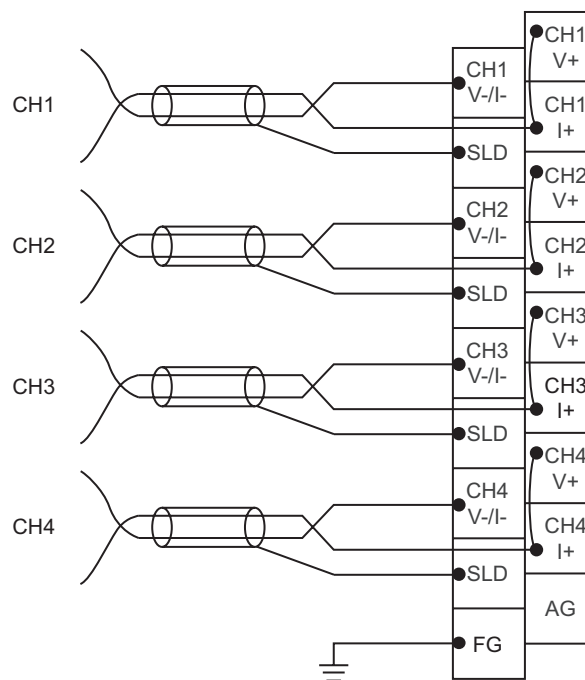 CH1
CH2
CH3
CH4
CH1
V-/I-
SLD
CH2
V-/I-
SLD
CH3
V-/I-
SLD
CH4
V-/I-
SLD
FG
CH1
V+
CH1
I+
CH2
V+
CH2
I+
CH3
V+
CH3
I+
CH4
V+
CH4
I+
AG